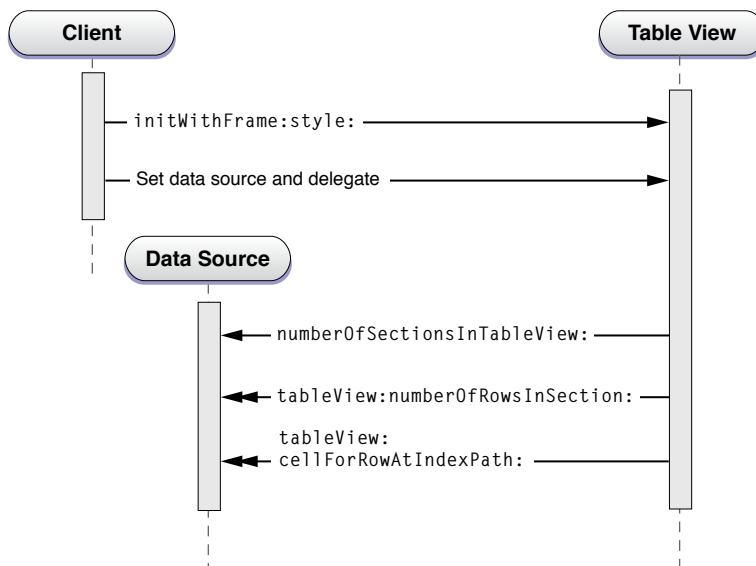 Client
Table View
initWithFrame:style:
Set data source and delegate
Data Source
numberOfSectionsInTableView:
tableView:numberOfRowsInSection:
tableView:
cellForRowAtIndexPath: